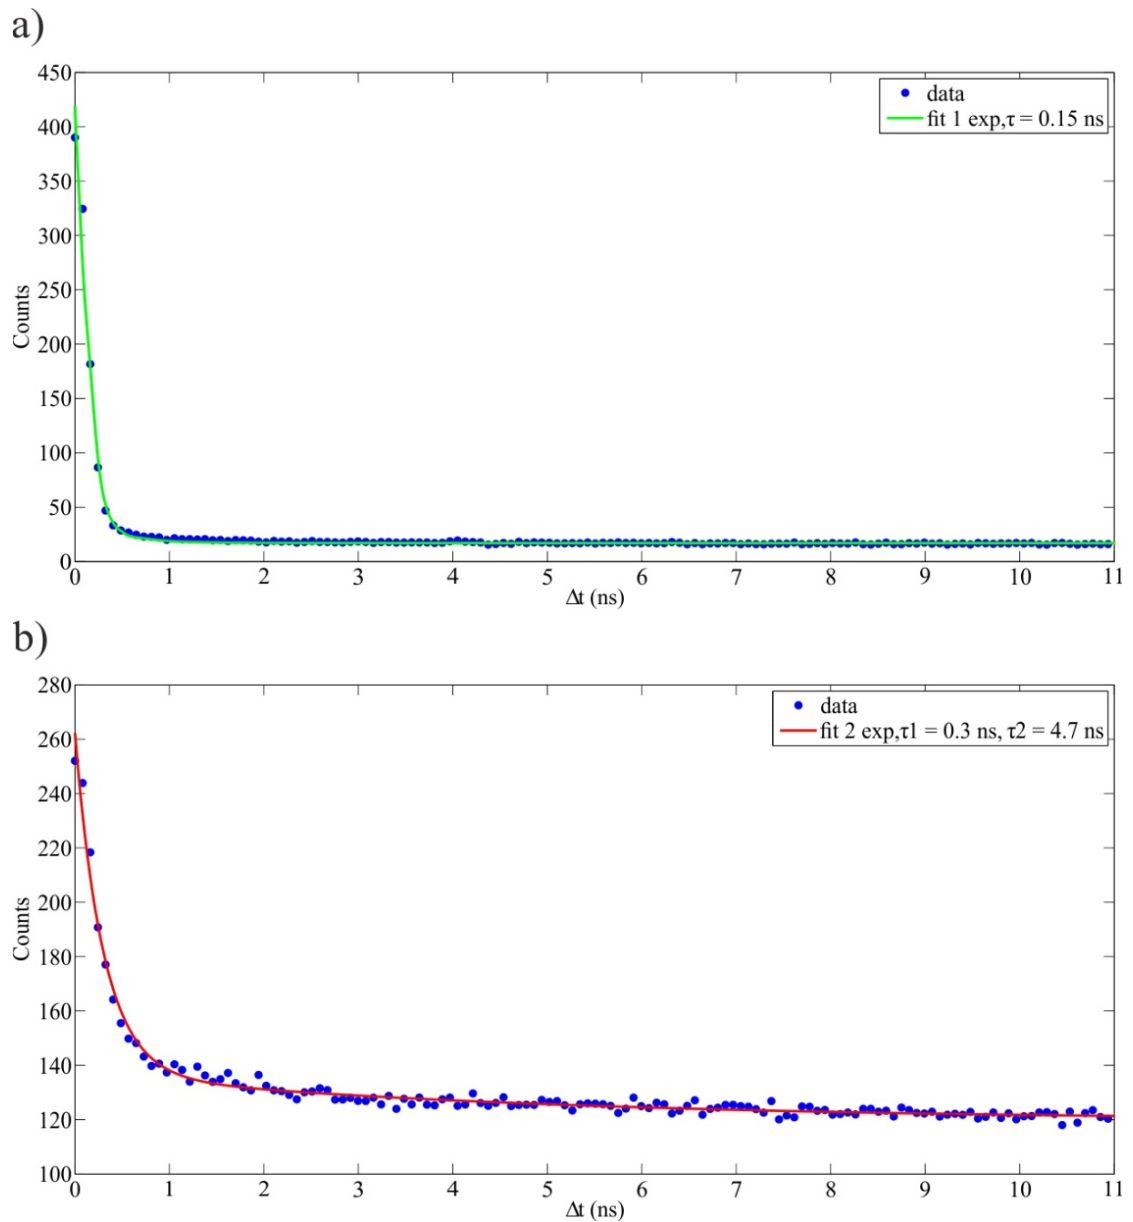 a)
450
400
350
300
250
200
150
100
50
0
Counts
data
fit 1 exp,τ = 0.15 ns
0 1 2 3 4 5 6 7 8 9 10 11
Δt (ns)
b)
280
260
240
220
200
180
160
140
120
100
Counts
data
fit 2 exp,τ1 = 0.3 ns, τ2 = 4.7 ns
0 1 2 3 4 5 6 7 8 9 10 11
Δt (ns)